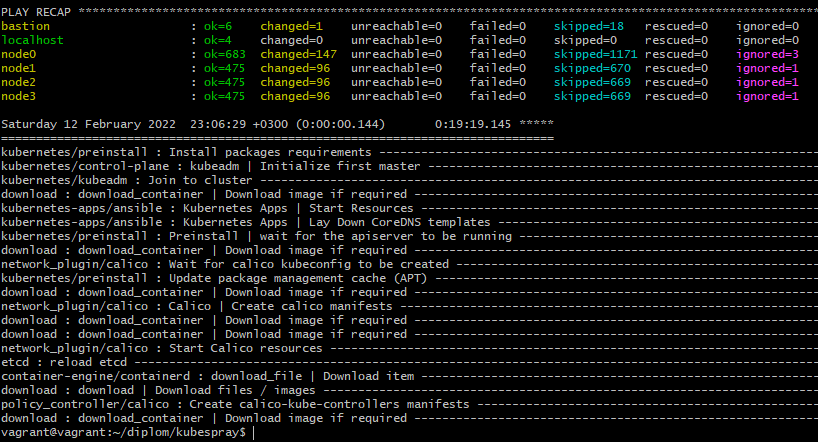 PLAY RECAP ***************************************************************************************************
bastion                    : ok=6    changed=1    unreachable=0    failed=0    skipped=18   rescued=0    ignored=0
localhost                  : ok=4    changed=0    unreachable=0    failed=0    skipped=0    rescued=0    ignored=0
node0                      : ok=683  changed=147  unreachable=0    failed=0    skipped=1171 rescued=0    ignored=3
node1                      : ok=475  changed=96   unreachable=0    failed=0    skipped=670  rescued=0    ignored=1
node2                      : ok=475  changed=96   unreachable=0    failed=0    skipped=669  rescued=0    ignored=1
node3                      : ok=475  changed=96   unreachable=0    failed=0    skipped=669  rescued=0    ignored=1
Saturday 12 February 2022  23:06:29 +0300 (0:00:00.144)       0:19:19.145 *****
===============================================================================
kubernetes/preinstall : Install packages requirements ---------------------------------------------------------------
kubernetes/control-plane : kubeadm | Initialize first master --------------------------------------------------------
kubernetes/kubeadm : Join to cluster --------------------------------------------------------------------------------
download : download_container | Download image if required ----------------------------------------------------------
kubernetes-apps/ansible : Kubernetes Apps | Start Resources ---------------------------------------------------------
kubernetes-apps/ansible : Kubernetes Apps | Lay Down CoreDNS templates ----------------------------------------------
kubernetes/preinstall : Preinstall | wait for the apiserver to be running -------------------------------------------
download : download_container | Download image if required ----------------------------------------------------------
network_plugin/calico : Wait for calico kubeconfig to be created ----------------------------------------------------
kubernetes/preinstall : Update package management cache (APT) -------------------------------------------------------
download : download_container | Download image if required ----------------------------------------------------------
network_plugin/calico : Calico | Create calico manifests ------------------------------------------------------------
download : download_container | Download image if required ----------------------------------------------------------
download : download_container | Download image if required ----------------------------------------------------------
network_plugin/calico : Start Calico resources ----------------------------------------------------------------------
etcd : reload etcd --------------------------------------------------------------------------------------------------
container-engine/containerd : download_file | Download item ---------------------------------------------------------
download : download | Download files / images -----------------------------------------------------------------------
policy_controller/calico : Create calico-kube-controllers manifests -------------------------------------------------
download : download_container | Download image if required ----------------------------------------------------------
vagrant@vagrant:~/diplom/kubespray$